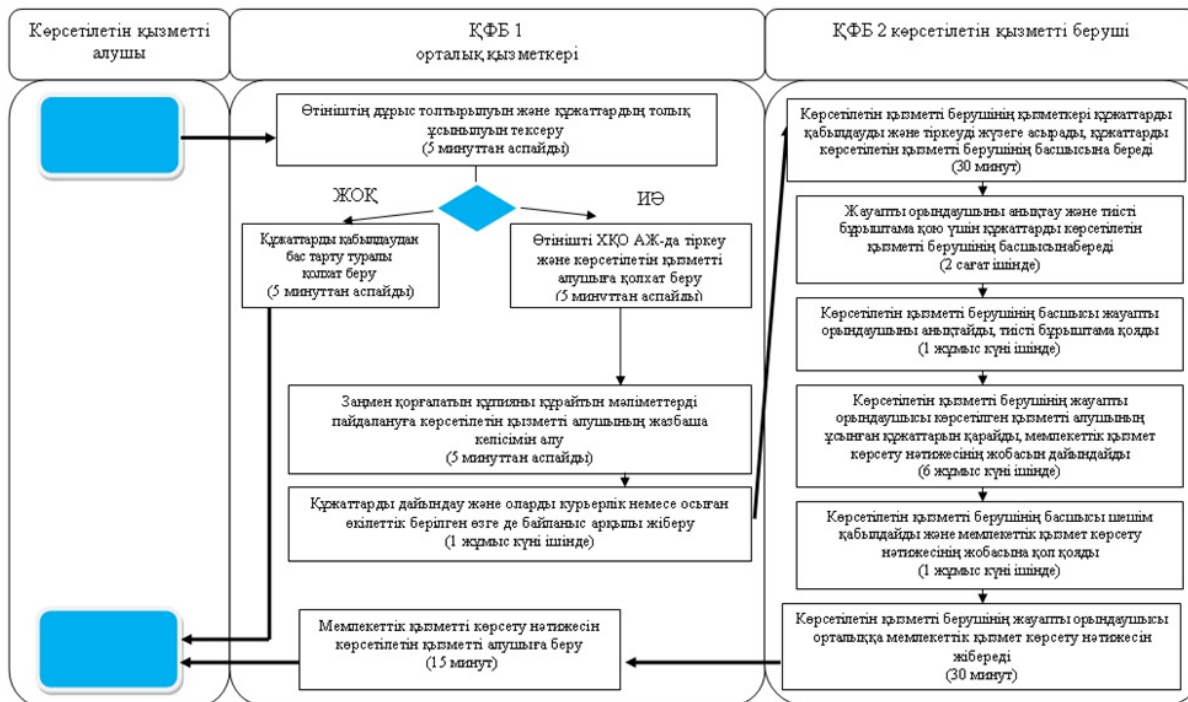 Көрсетілетін қызметті
алушы
ҚФБ 1
орталық қызметкері
ҚФБ 2 көрсетілетін қызметті беруші
Өтініштің дұрыс толтырылуын және құжаттардың толық
ұсынылуын тексеру
(5 минуттан аспайды)
ЖОҚ
ИӘ
Құжаттарды қабылдаудан
бас тарту туралы
қолхат беру
(5 минуттан аспайды)
Өтінішті ХҚО АЖ-да тіркеу
және көрсетілетін қызметті
алушыға қолхат беру
(5 минуттан аспайды)
Заңмен қорғалатын құпияны құрайтын мәліметтерді
пайдалануға көрсетілетін қызметті алушының жазбаша
келісімін алу
(5 минуттан аспайды)
Құжаттарды дайындау және оларды курьерлік немесе осыған
өкілеттік берілген өзге де байланыс арқылы жіберу
(1 жұмыс күні ішінде)
Мемлекеттік қызметті көрсету нәтижесін
көрсетілетін қызметті алушыға беру
(15 минут)
Көрсетілетін қызметті берушінің қызметкері құжаттарды
қабылдауды және тіркеуді жүзеге асырады, құжаттарды
көрсетілетін қызметті берушінің басшысына береді
(30 минут)
Жауапты орындаушыны анықтау және тиісті
бұрыштама қою үшін құжаттарды көрсетілетін
қызметті берушінің басшысынабереді
(2 сағат ішінде)
Көрсетілетін қызметті берушінің басшысы жауапты
орындаушыны анықтайды, тиісті бұрыштама қояды
(1 жұмыс күні ішінде)
Көрсетілетін қызметті берушінің жауапты
орындаушысы көрсетілген қызметті алушының
ұсынған құжаттарын қарайды, мемлекеттік қызмет
көрсету нәтижесінің жобасын дайындайды
(6 жұмыс күні ішінде)
Көрсетілетін қызметті берушінің басшысы шешім
қабылдайды және мемлекеттік қызмет көрсету
нәтижесінің жобасына қол қояды
(1 жұмыс күні ішінде)
Көрсетілетін қызметті берушінің жауапты орындаушысы
орталыққа мемлекеттік қызмет көрсету нәтижесін
жібереді
(30 минут)